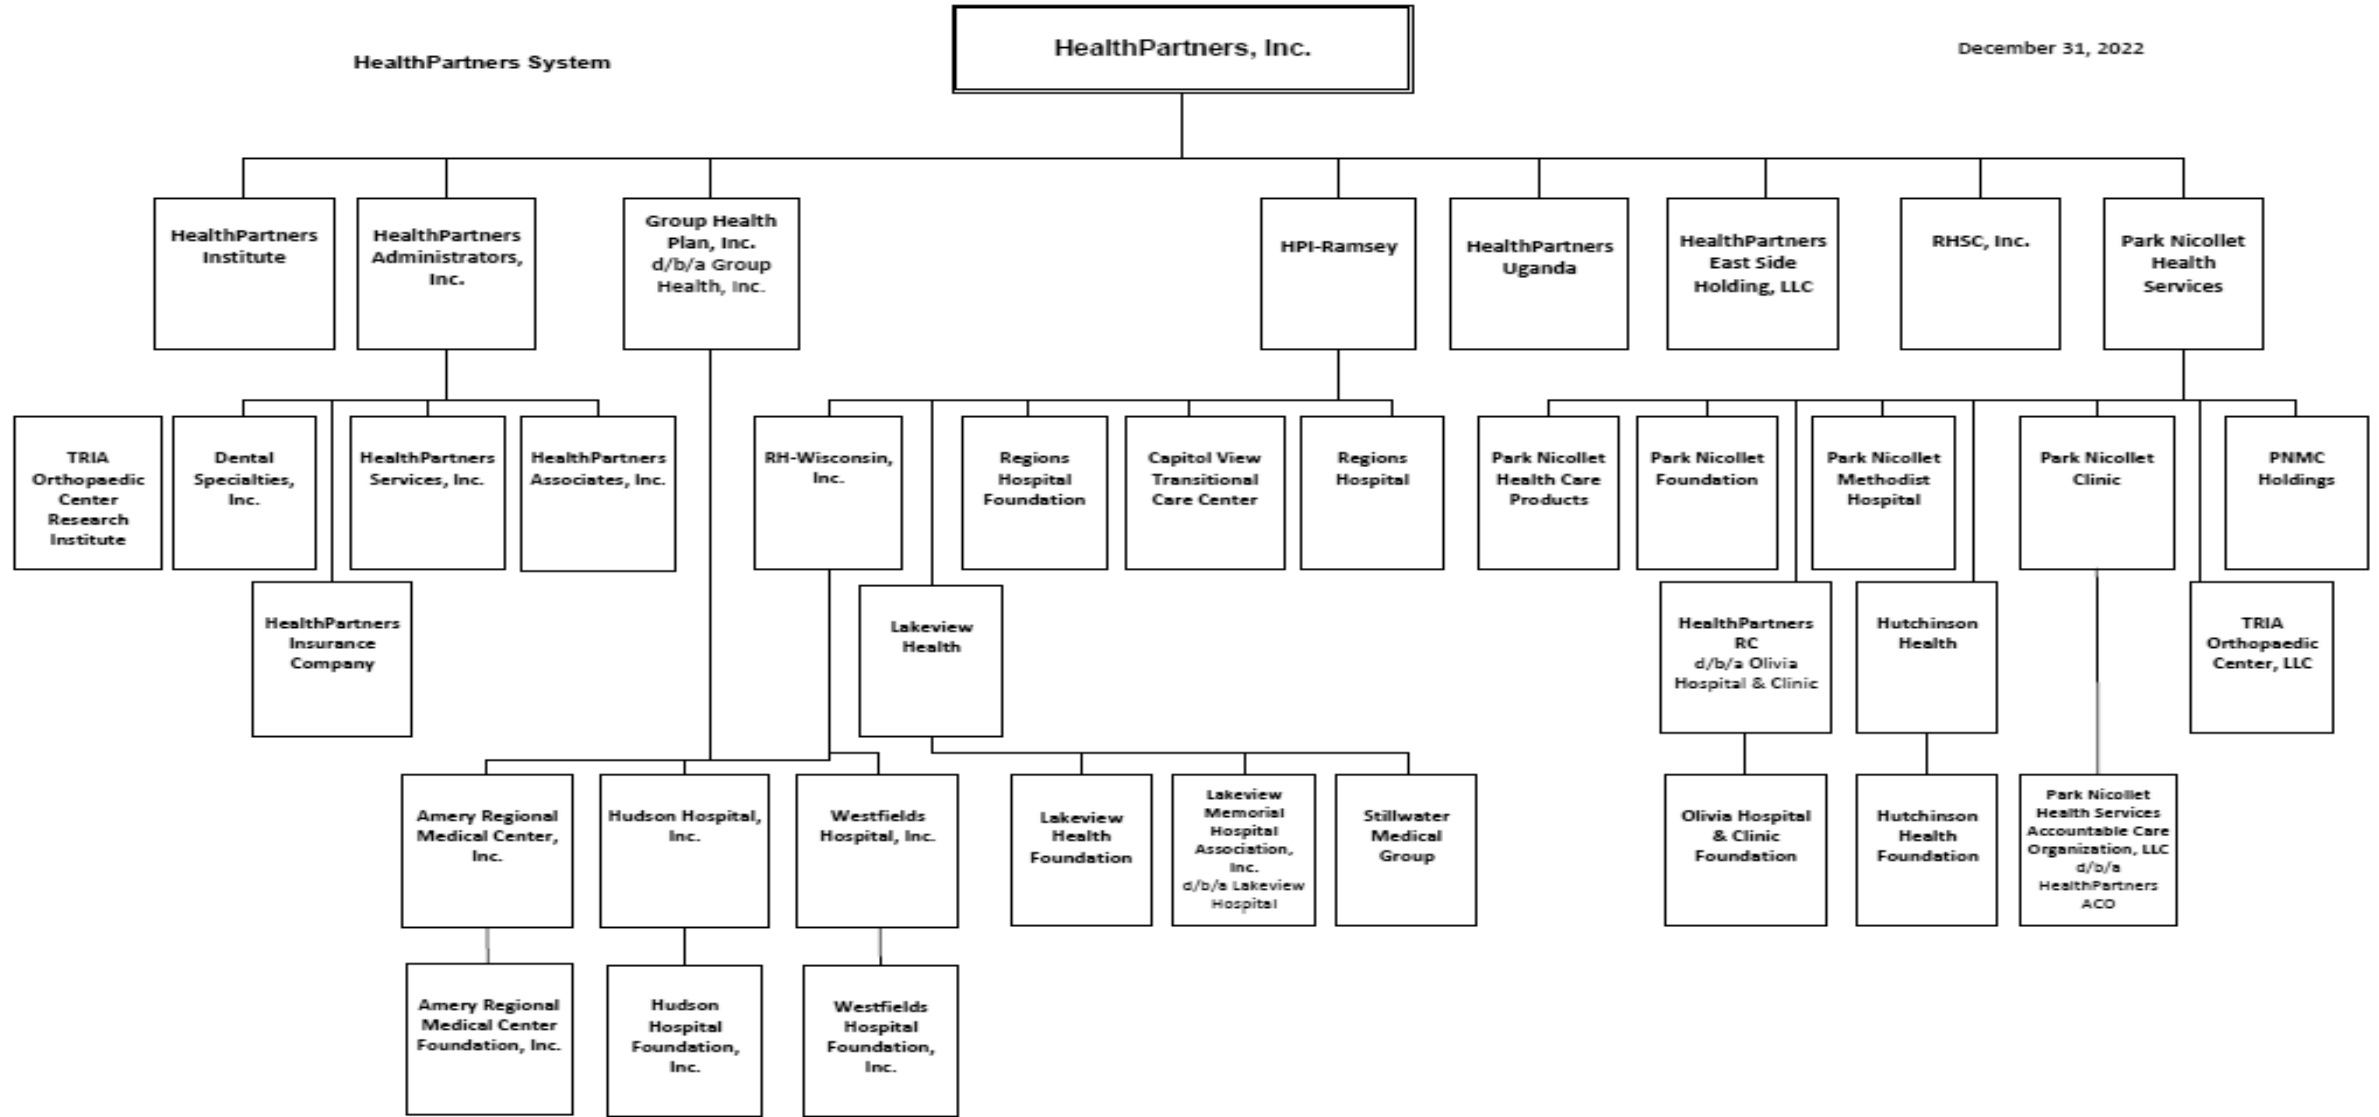 HealthPartners System
HealthPartners, Inc.
December 31, 2022
HealthPartners
Institute
HealthPartners
Administrators,
Inc.
Group Health
Plan, Inc.
d/b/a Group
Health, Inc.
HPI-Ramsey
HealthPartners
Uganda
HealthPartners
East Side
Holding, LLC
RHSC, Inc.
Park Nicollet
Health
Services
TRIA
Orthopaedic
Center
Research
Institute
Dental
Specialties,
Inc.
HealthPartners
Services, Inc.
HealthPartners
Associates, Inc.
RH-Wisconsin,
Inc.
Regions
Hospital
Foundation
Capitol View
Transitional
Care Center
Regions
Hospital
Park Nicollet
Health Care
Products
Park Nicollet
Foundation
Park Nicollet
Methodist
Hospital
Park Nicollet
Clinic
PNMC
Holdings
HealthPartners
Insurance
Company
Lakeview
Health
HealthPartners
RC
d/b/a Olivia
Hospital & Clinic
Hutchinson
Health
TRIA
Orthopaedic
Center, LLC
Amery Regional
Medical Center,
Inc.
Hudson Hospital,
Inc.
Westfields
Hospital, Inc.
Lakeview
Health
Foundation
Lakeview
Memorial
Hospital
Association,
Inc.
d/b/a Lakeview
Hospital
Stillwater
Medical
Group
Olivia Hospital
& Clinic
Foundation
Hutchinson
Health
Foundation
Park Nicollet
Health Services
Accountable Care
Organization, LLC
d/b/a
HealthPartners
ACO
Amery Regional
Medical Center
Foundation, Inc.
Hudson
Hospital
Foundation,
Inc.
Westfields
Hospital
Foundation,
Inc.